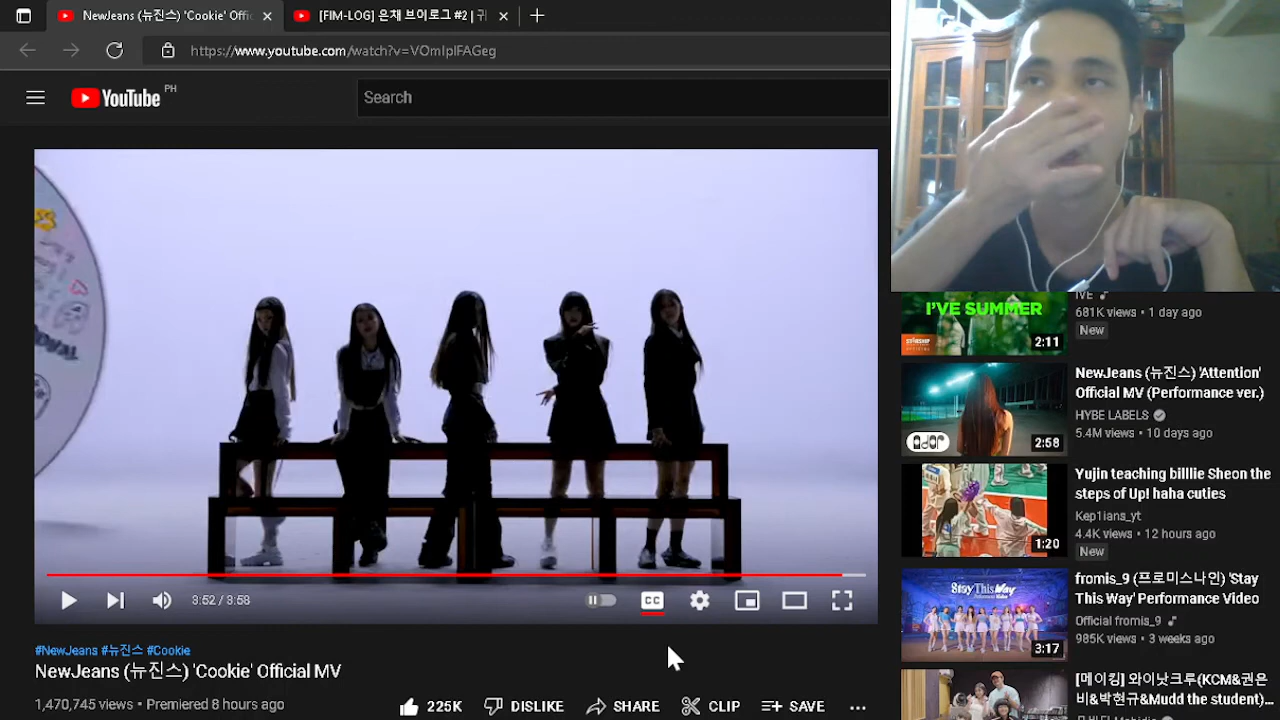 NewJeans (뉴진스) 'Cookie' Offi
[FIM-LOG] 은채 브이로그 #2 | 귀
https://www.youtube.com/watch?v=VOmIpIFAGeg
YouTube PH
Search
3:52 / 3:58
CC
#NewJeans #뉴진스 #Cookie
NewJeans (뉴진스) 'Cookie' Official MV
1,470,745 views • Premiered 8 hours ago
225K
DISLIKE
SHARE
CLIP
SAVE
I'VE SUMMER
STARSHIP
2:11
IVE
681K views • 1 day ago
New
ador
2:58
NewJeans (뉴진스) 'Attention'
Official MV (Performance ver.)
HYBE LABELS
5.4M views • 10 days ago
1:20
Yujin teaching billlie Sheon the
steps of Up! haha cuties
Kep1ians_yt
4.4K views • 12 hours ago
New
Stay This Way
3:17
fromis_9 (프로미스나인) 'Stay
This Way' Performance Video
Official fromis_9
985K views • 3 weeks ago
[메이킹] 와이낫크루(KCM&권은
비&박현규&Mudd the student)...